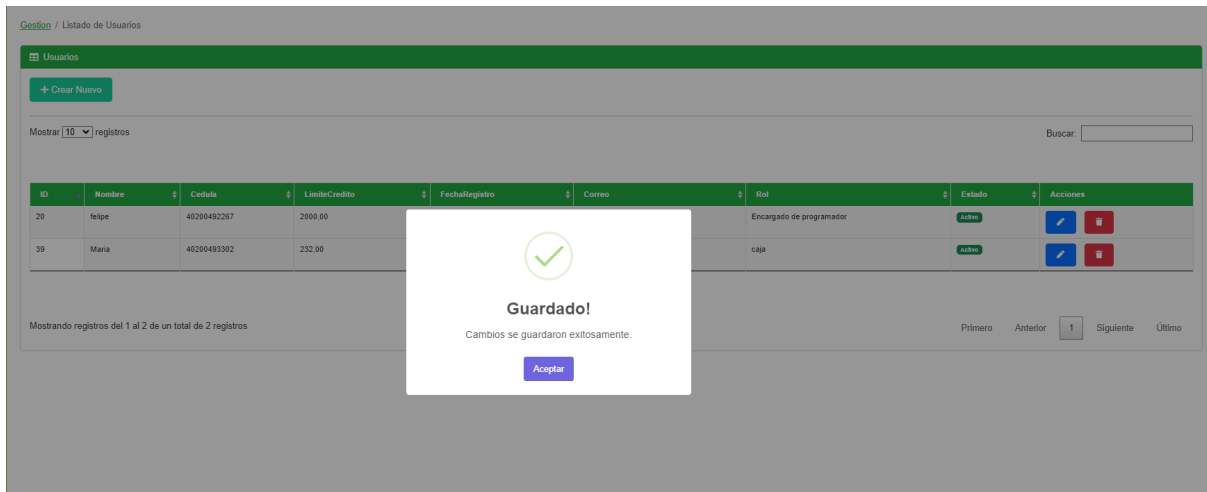 Gestion / Listado de Usuarios
Usuarios
+ Crear Nuevo
Mostrar 10 registros
Buscar:
ID Nombre Cedula LimiteCredito FechaRegistro Correo Rol Estado Acciones
20 felipe 40200492267 2000,00 Encargado de programador Activo
39 Maria 40200493302 232,00 caja Activo
Guardado!
Cambios se guardaron exitosamente.
Aceptar
Mostrando registros del 1 al 2 de un total de 2 registros
Primero Anterior 1 Siguiente Último